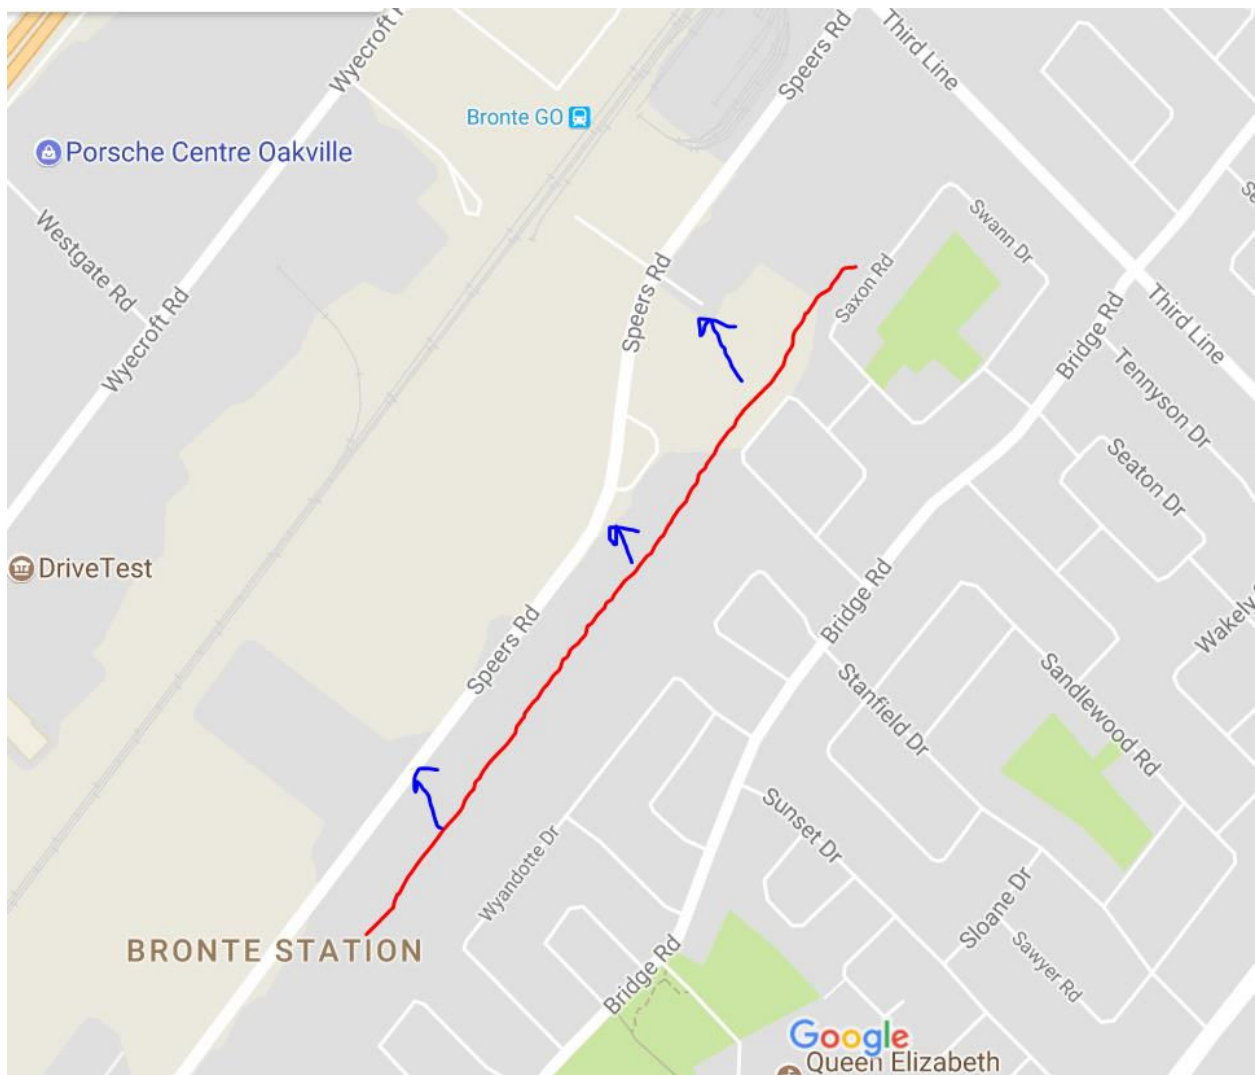 Wyecroft R
Speers Rd
Third Line
Bronte GO
Porsche Centre Oakville
Westgate Rd
Wyecroft Rd
Speers Rd
Saxon Rd
Swann Dr
Bridge Rd
Third Line
Tennyson Dr
Seaton Dr
DriveTest
Speers Rd
Bridge Rd
Wakely
Stanfield Dr
Sandlewood Rd
Sunset Dr
Wyandotte Dr
Sloane Dr
Sawyer Rd
BRONTE STATION
Bridge Rd
Google
Queen Elizabeth